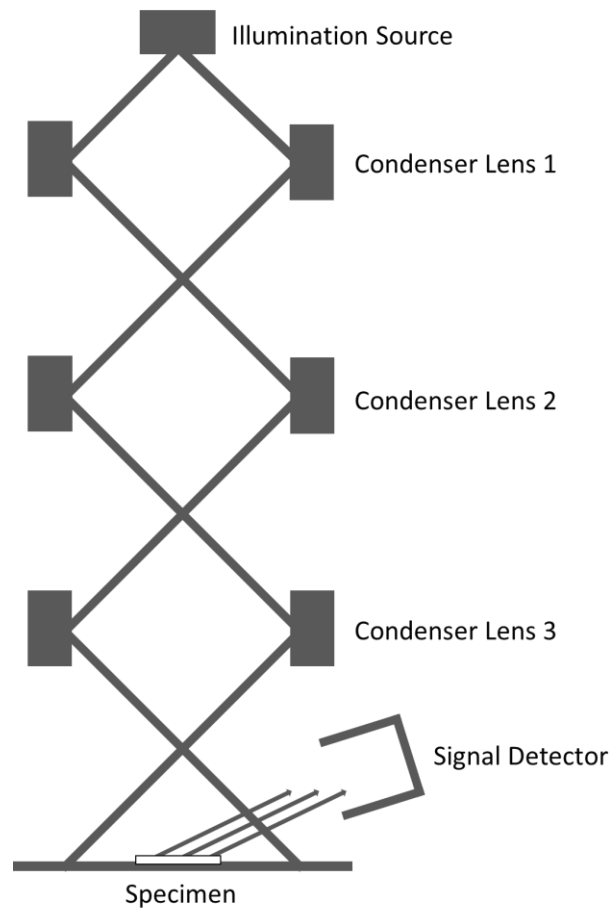 Illumination Source
Condenser Lens 1
Condenser Lens 2
Condenser Lens 3
Signal Detector
Specimen